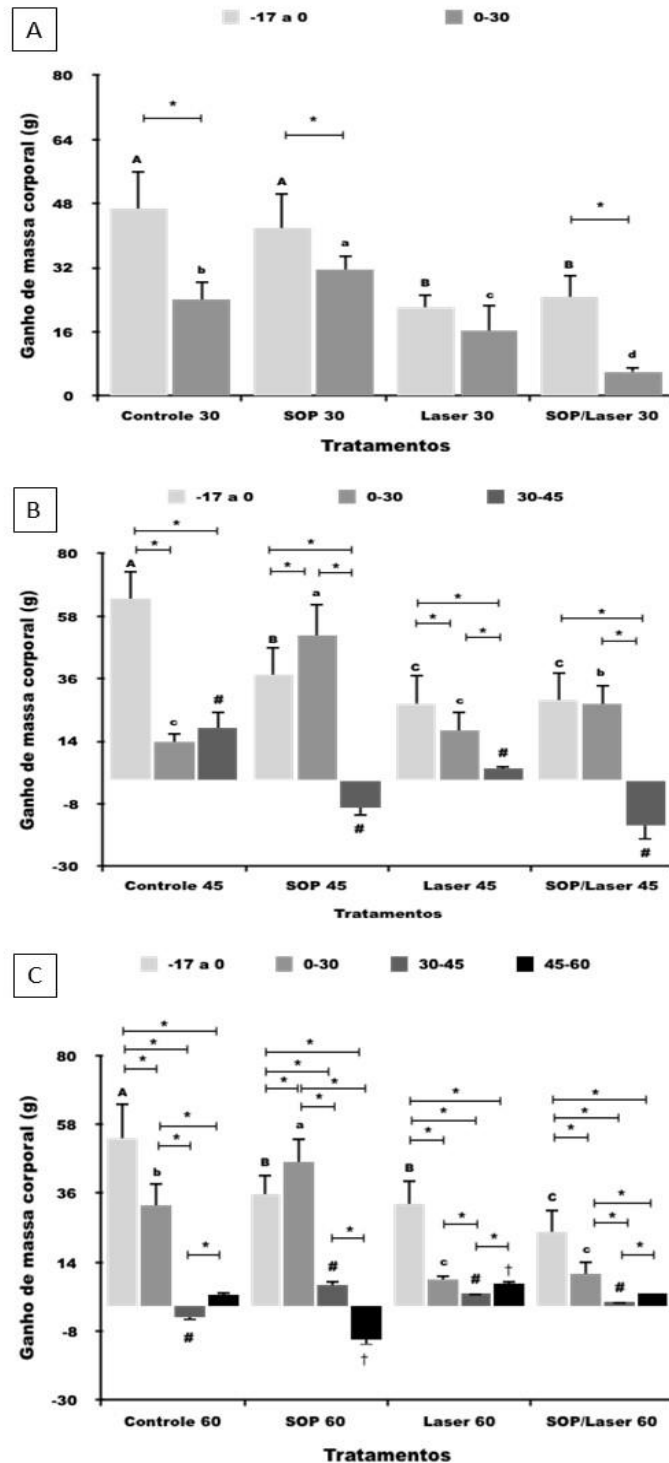 A
-17 a 0 0-30
Ganho de massa corporal (g)
80
64
48
32
16
0
* * *
A b A a B c B d
Controle 30 SOP 30 Laser 30 SOP/Laser 30
Tratamentos
B
-17 a 0 0-30 30-45
Ganho de massa corporal (g)
80
58
36
14
-8
-30
* * * *
* * * * * *
A c # B a # C c # C b #
Controle 45 SOP 45 Laser 45 SOP/Laser 45
Tratamentos
C
-17 a 0 0-30 30-45 45-60
Ganho de massa corporal (g)
80
58
36
14
-8
-30
* * * * * *
* * * * * *
* * * * * *
* * * * *
A b # B a # † B c # † C c #
Controle 60 SOP 60 Laser 60 SOP/Laser 60
Tratamentos